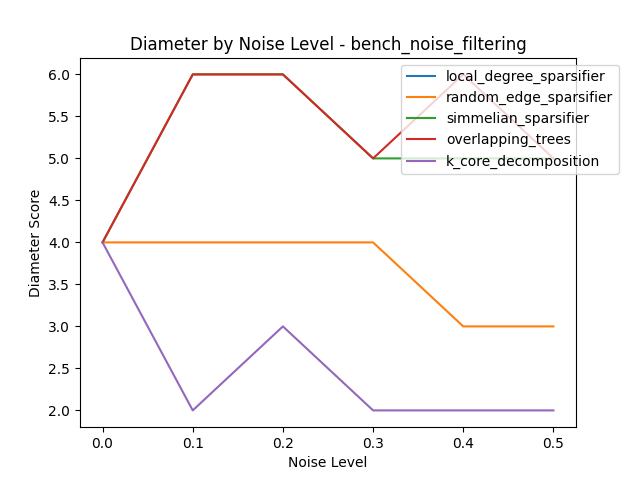 Diameter by Noise Level - bench_noise_filtering
local_degree_sparsifier
random_edge_sparsifier
simmelian_sparsifier
overlapping_trees
k_core_decomposition
Diameter Score
6.0
5.5
5.0
4.5
4.0
3.5
3.0
2.5
2.0
0.0 0.1 0.2 0.3 0.4 0.5
Noise Level